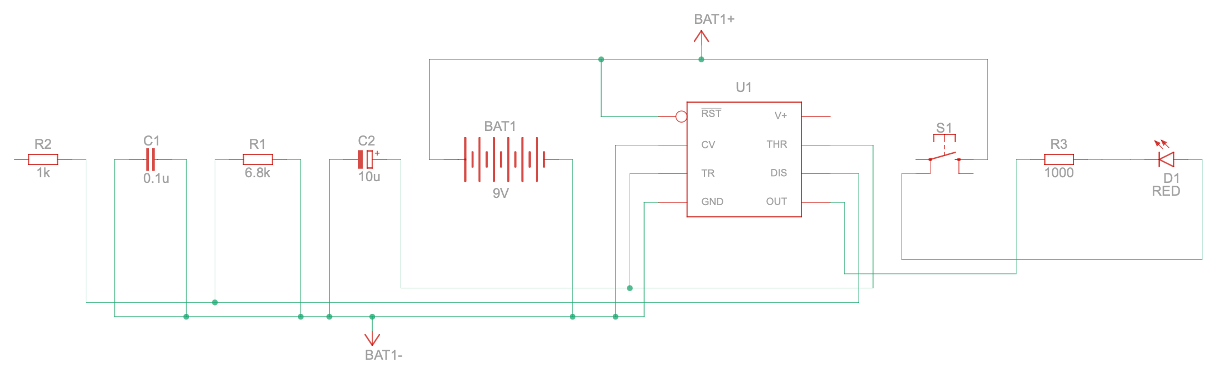 BAT1+
U1
RST
V+
CV
THR
TR
DIS
GND
OUT
R2
1k
C1
0.1u
R1
6.8k
C2
+
10u
BAT1
9V
S1
R3
1000
D1
RED
BAT1-